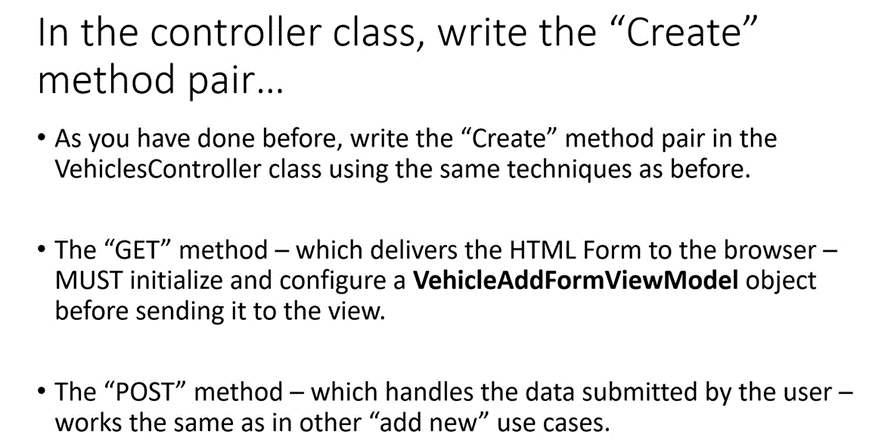 In the controller class, write the “Create”
method pair…
• As you have done before, write the “Create” method pair in the
VehiclesController class using the same techniques as before.
• The “GET” method – which delivers the HTML Form to the browser –
MUST initialize and configure a VehicleAddFormViewModel object
before sending it to the view.
• The “POST” method – which handles the data submitted by the user –
works the same as in other “add new” use cases.